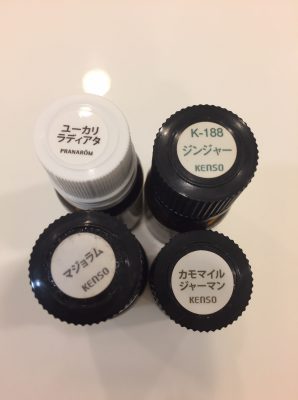 ユーカリ
ラディアタ
PRANARŌM
K-188
ジンジャー
KENSO
マジョラム
KENSO
カモマイル
ジャーマン
KENSO